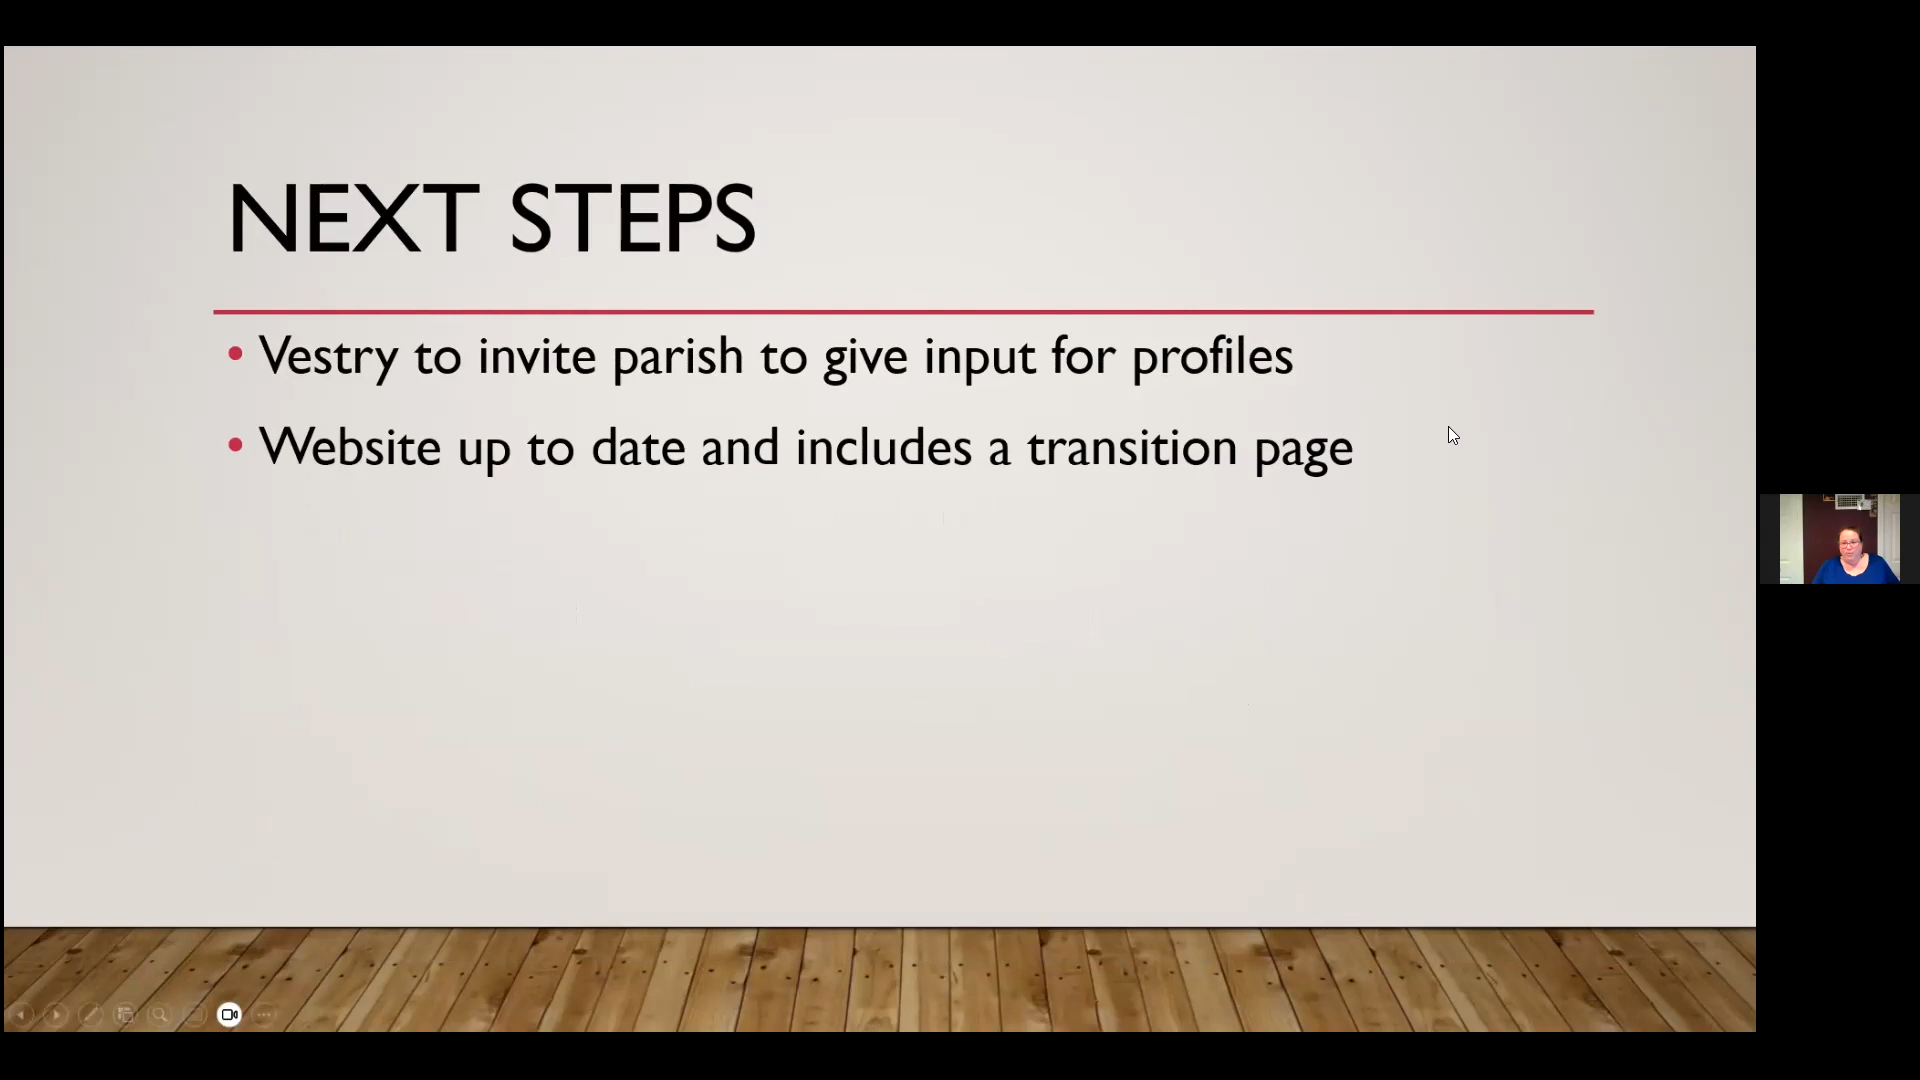 NEXT STEPS
• Vestry to invite parish to give input for profiles
• Website up to date and includes a transition page